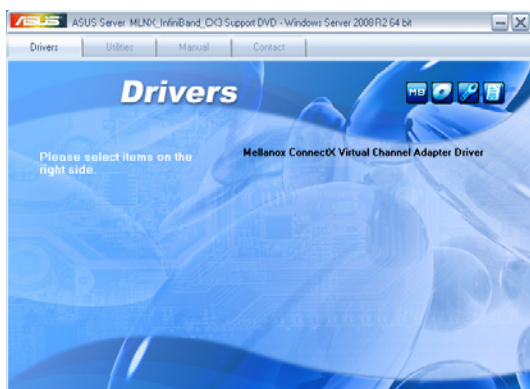 ASUS ASUS Server MLNX_InfiniBand_CX3 Support DVD - Windows Server 2008 R2 64 bit
Drivers Utilities Manual Contact
Drivers
MB
Please select items on the
right side.
Mellanox ConnectX Virtual Channel Adapter Driver